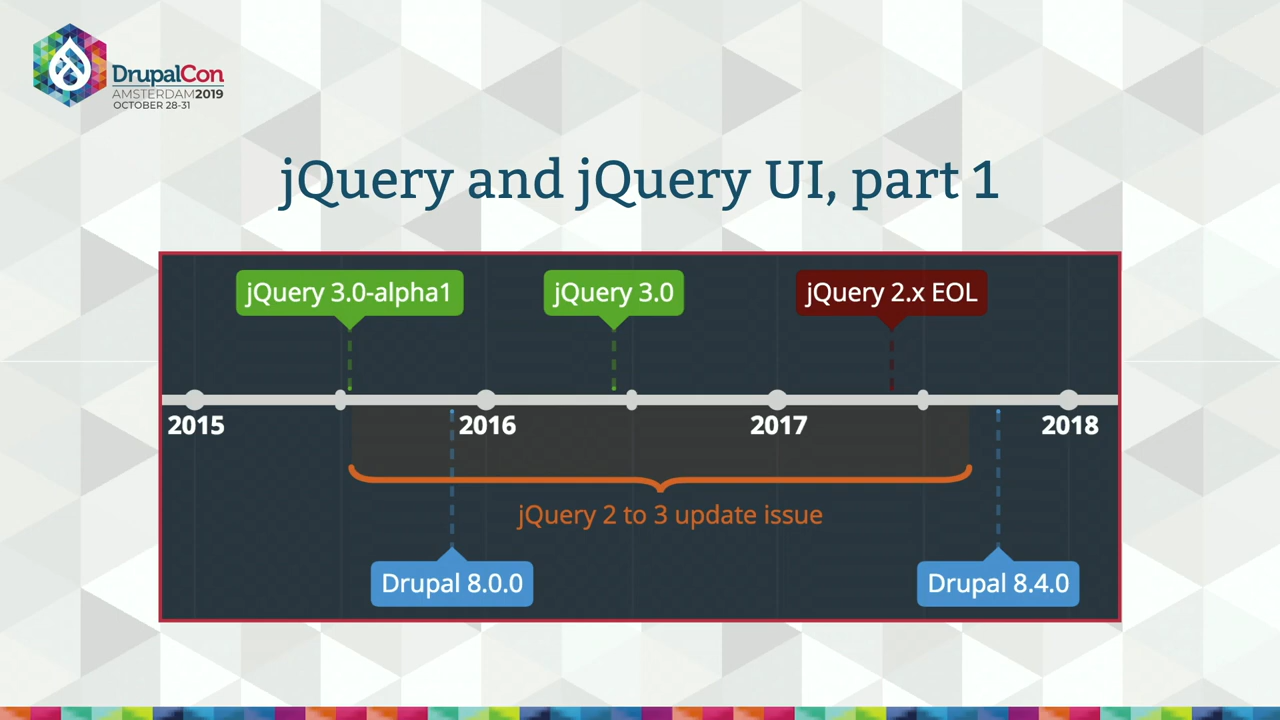 DrupalCon
AMSTERDAM2019
OCTOBER 28-31
jQuery and jQuery UI, part 1
jQuery 3.0-alpha1
jQuery 3.0
jQuery 2.x EOL
2015
2016
2017
2018
jQuery 2 to 3 update issue
Drupal 8.0.0
Drupal 8.4.0